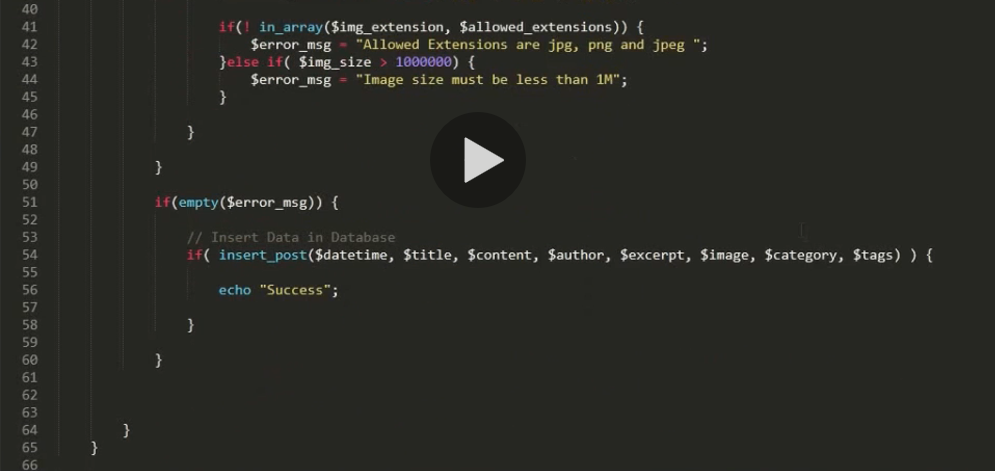 40
41 if(! in_array($img_extension, $allowed_extensions)) {
42 $error_msg = "Allowed Extensions are jpg, png and jpeg ";
43 }else if( $img_size > 1000000) {
44 $error_msg = "Image size must be less than 1M";
45 }
46
47 }
48
49 }
50
51 if(empty($error_msg)) {
52
53 // Insert Data in Database
54 if( insert_post($datetime, $title, $content, $author, $excerpt, $image, $category, $tags) ) {
55
56 echo "Success";
57
58 }
59
60 }
61
62
63
64 }
65 }
66